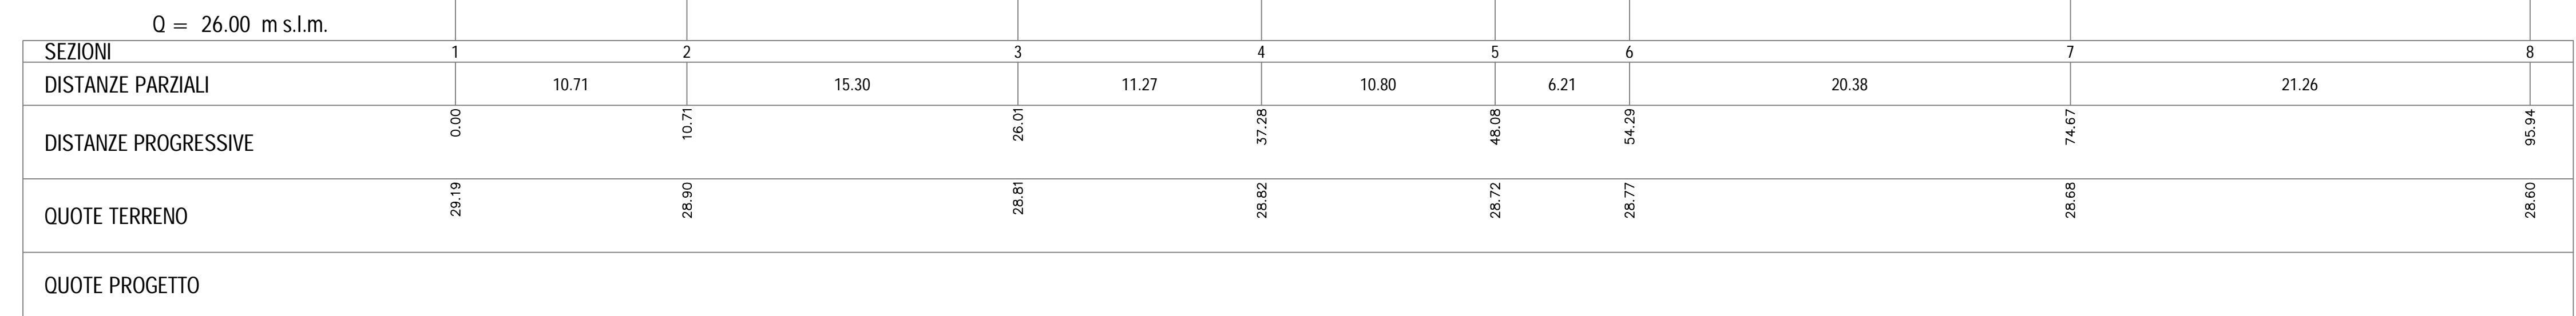 Q = 26.00 m s.l.m.
SEZIONI 1 2 3 4 5 6 7 8
DISTANZE PARZIALI 10.71 15.30 11.27 10.80 6.21 20.38 21.26
DISTANZE PROGRESSIVE 0.00 10.71 26.01 37.28 48.08 54.29 74.67 95.94
QUOTE TERRENO 29.19 28.90 28.81 28.82 28.72 28.77 28.68 28.60
QUOTE PROGETTO